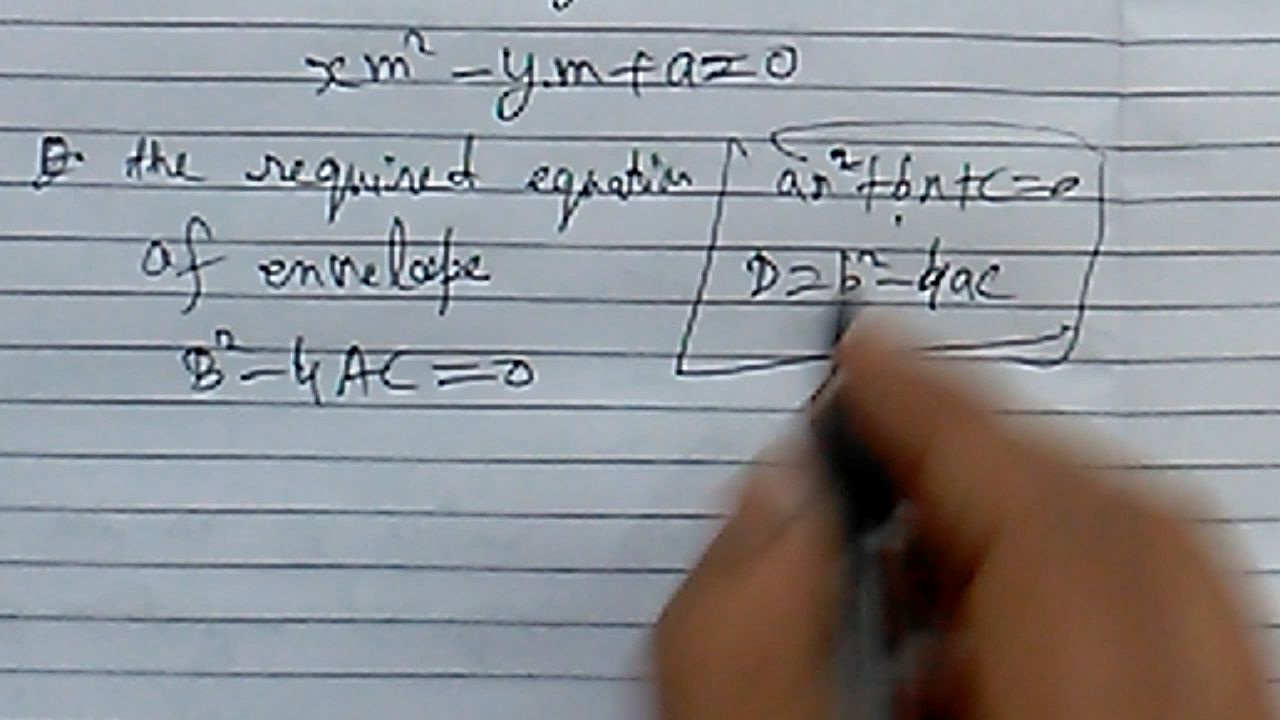 xm² - y.m + a = 0
the required equation
of envelope
B² - 4AC = 0
ax² + bx + c = 0
D = b² - 4ac